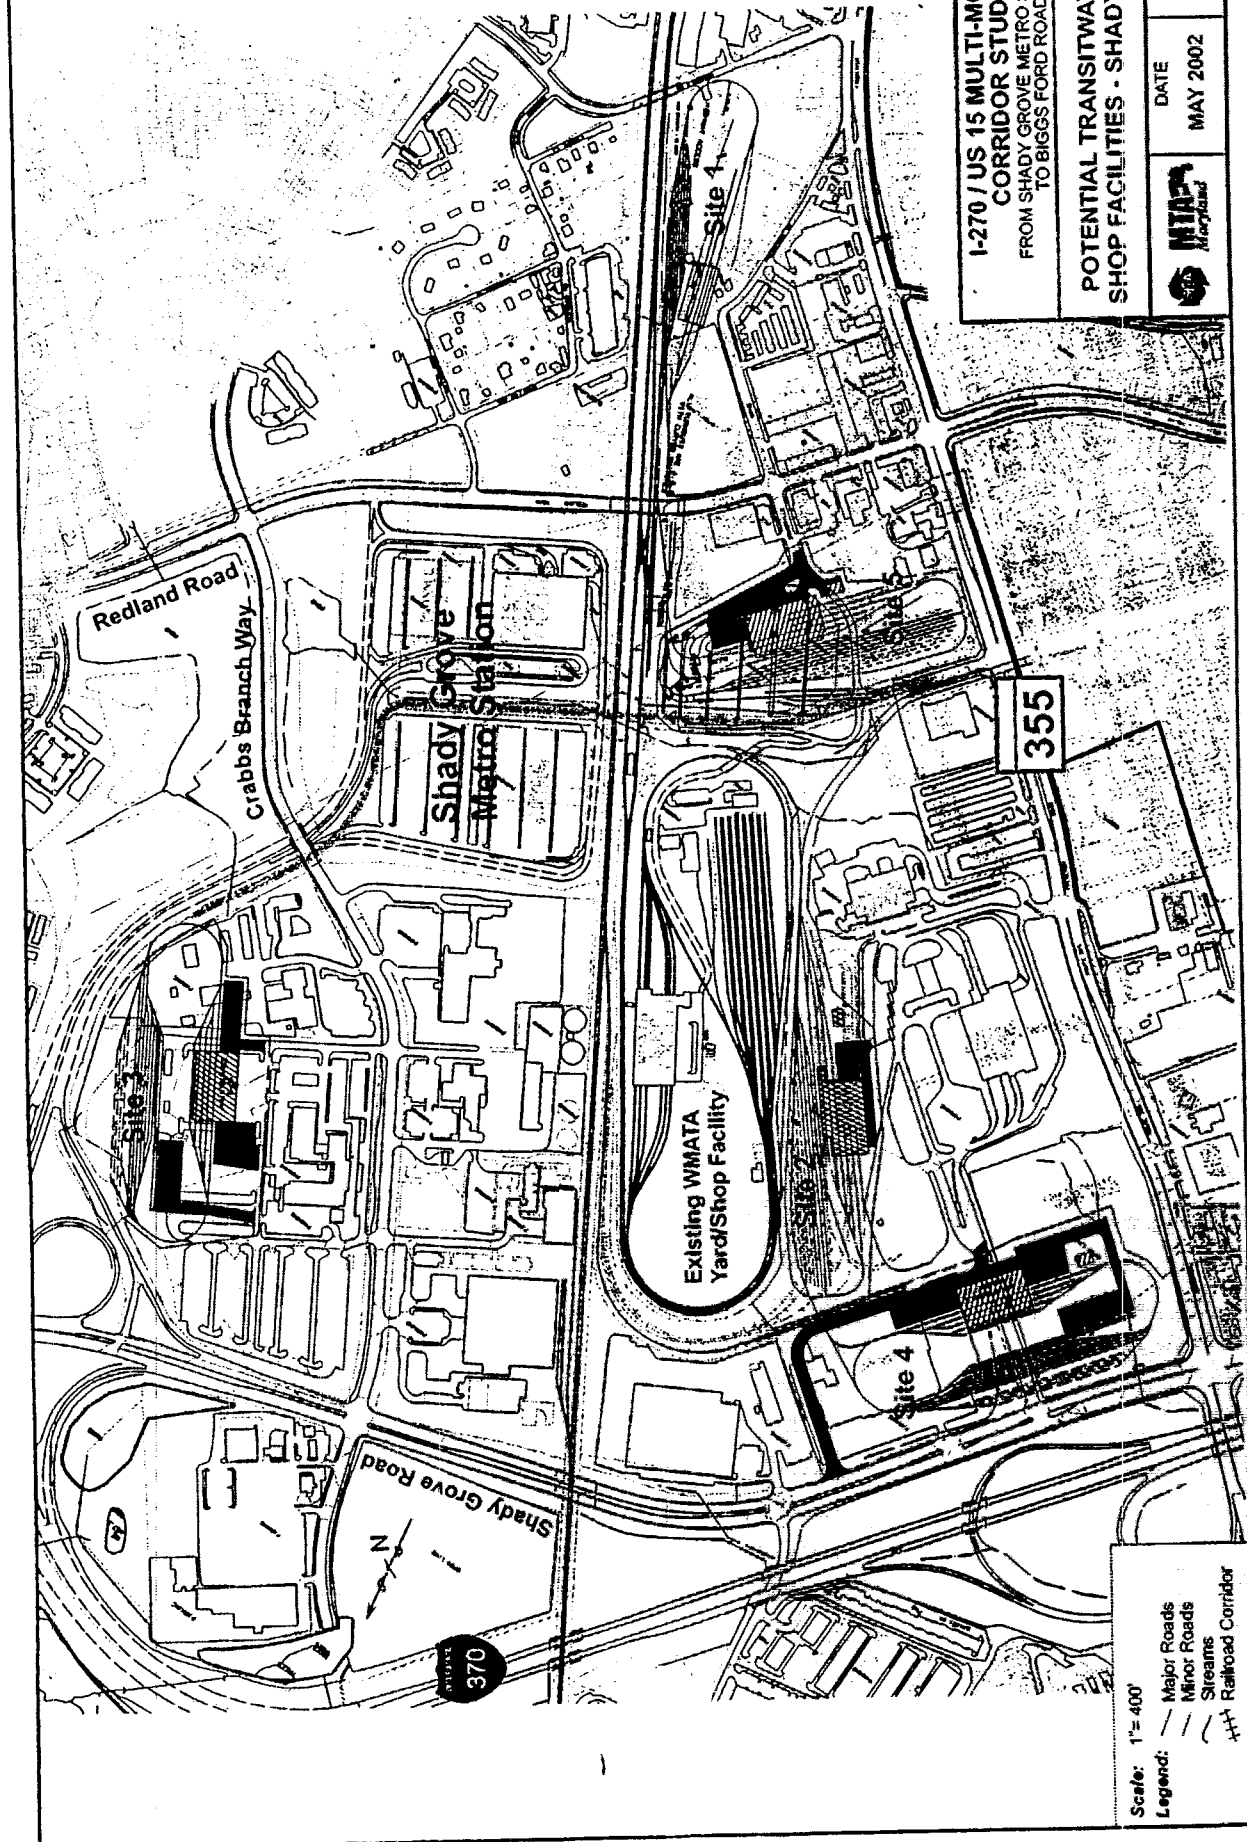 Redland Road
Crabbs Branch Way
Shady Grove
Metro Station
Site 1
Site 3
Existing WMATA
Yard/Shop Facility
Site 2
Site 5
355
Site 4
Shady Grove Road
N
370
I-270 / US 15 MULTI-MO
CORRIDOR STUD
FROM SHADY GROVE METRO
TO BIGGS FORD ROAD
POTENTIAL TRANSITWA
SHOP FACILITIES - SHADY
MTA
Maryland
DATE
MAY 2002
Scale: 1"= 400'
Legend:
Major Roads
Minor Roads
Streams
Railroad Corridor